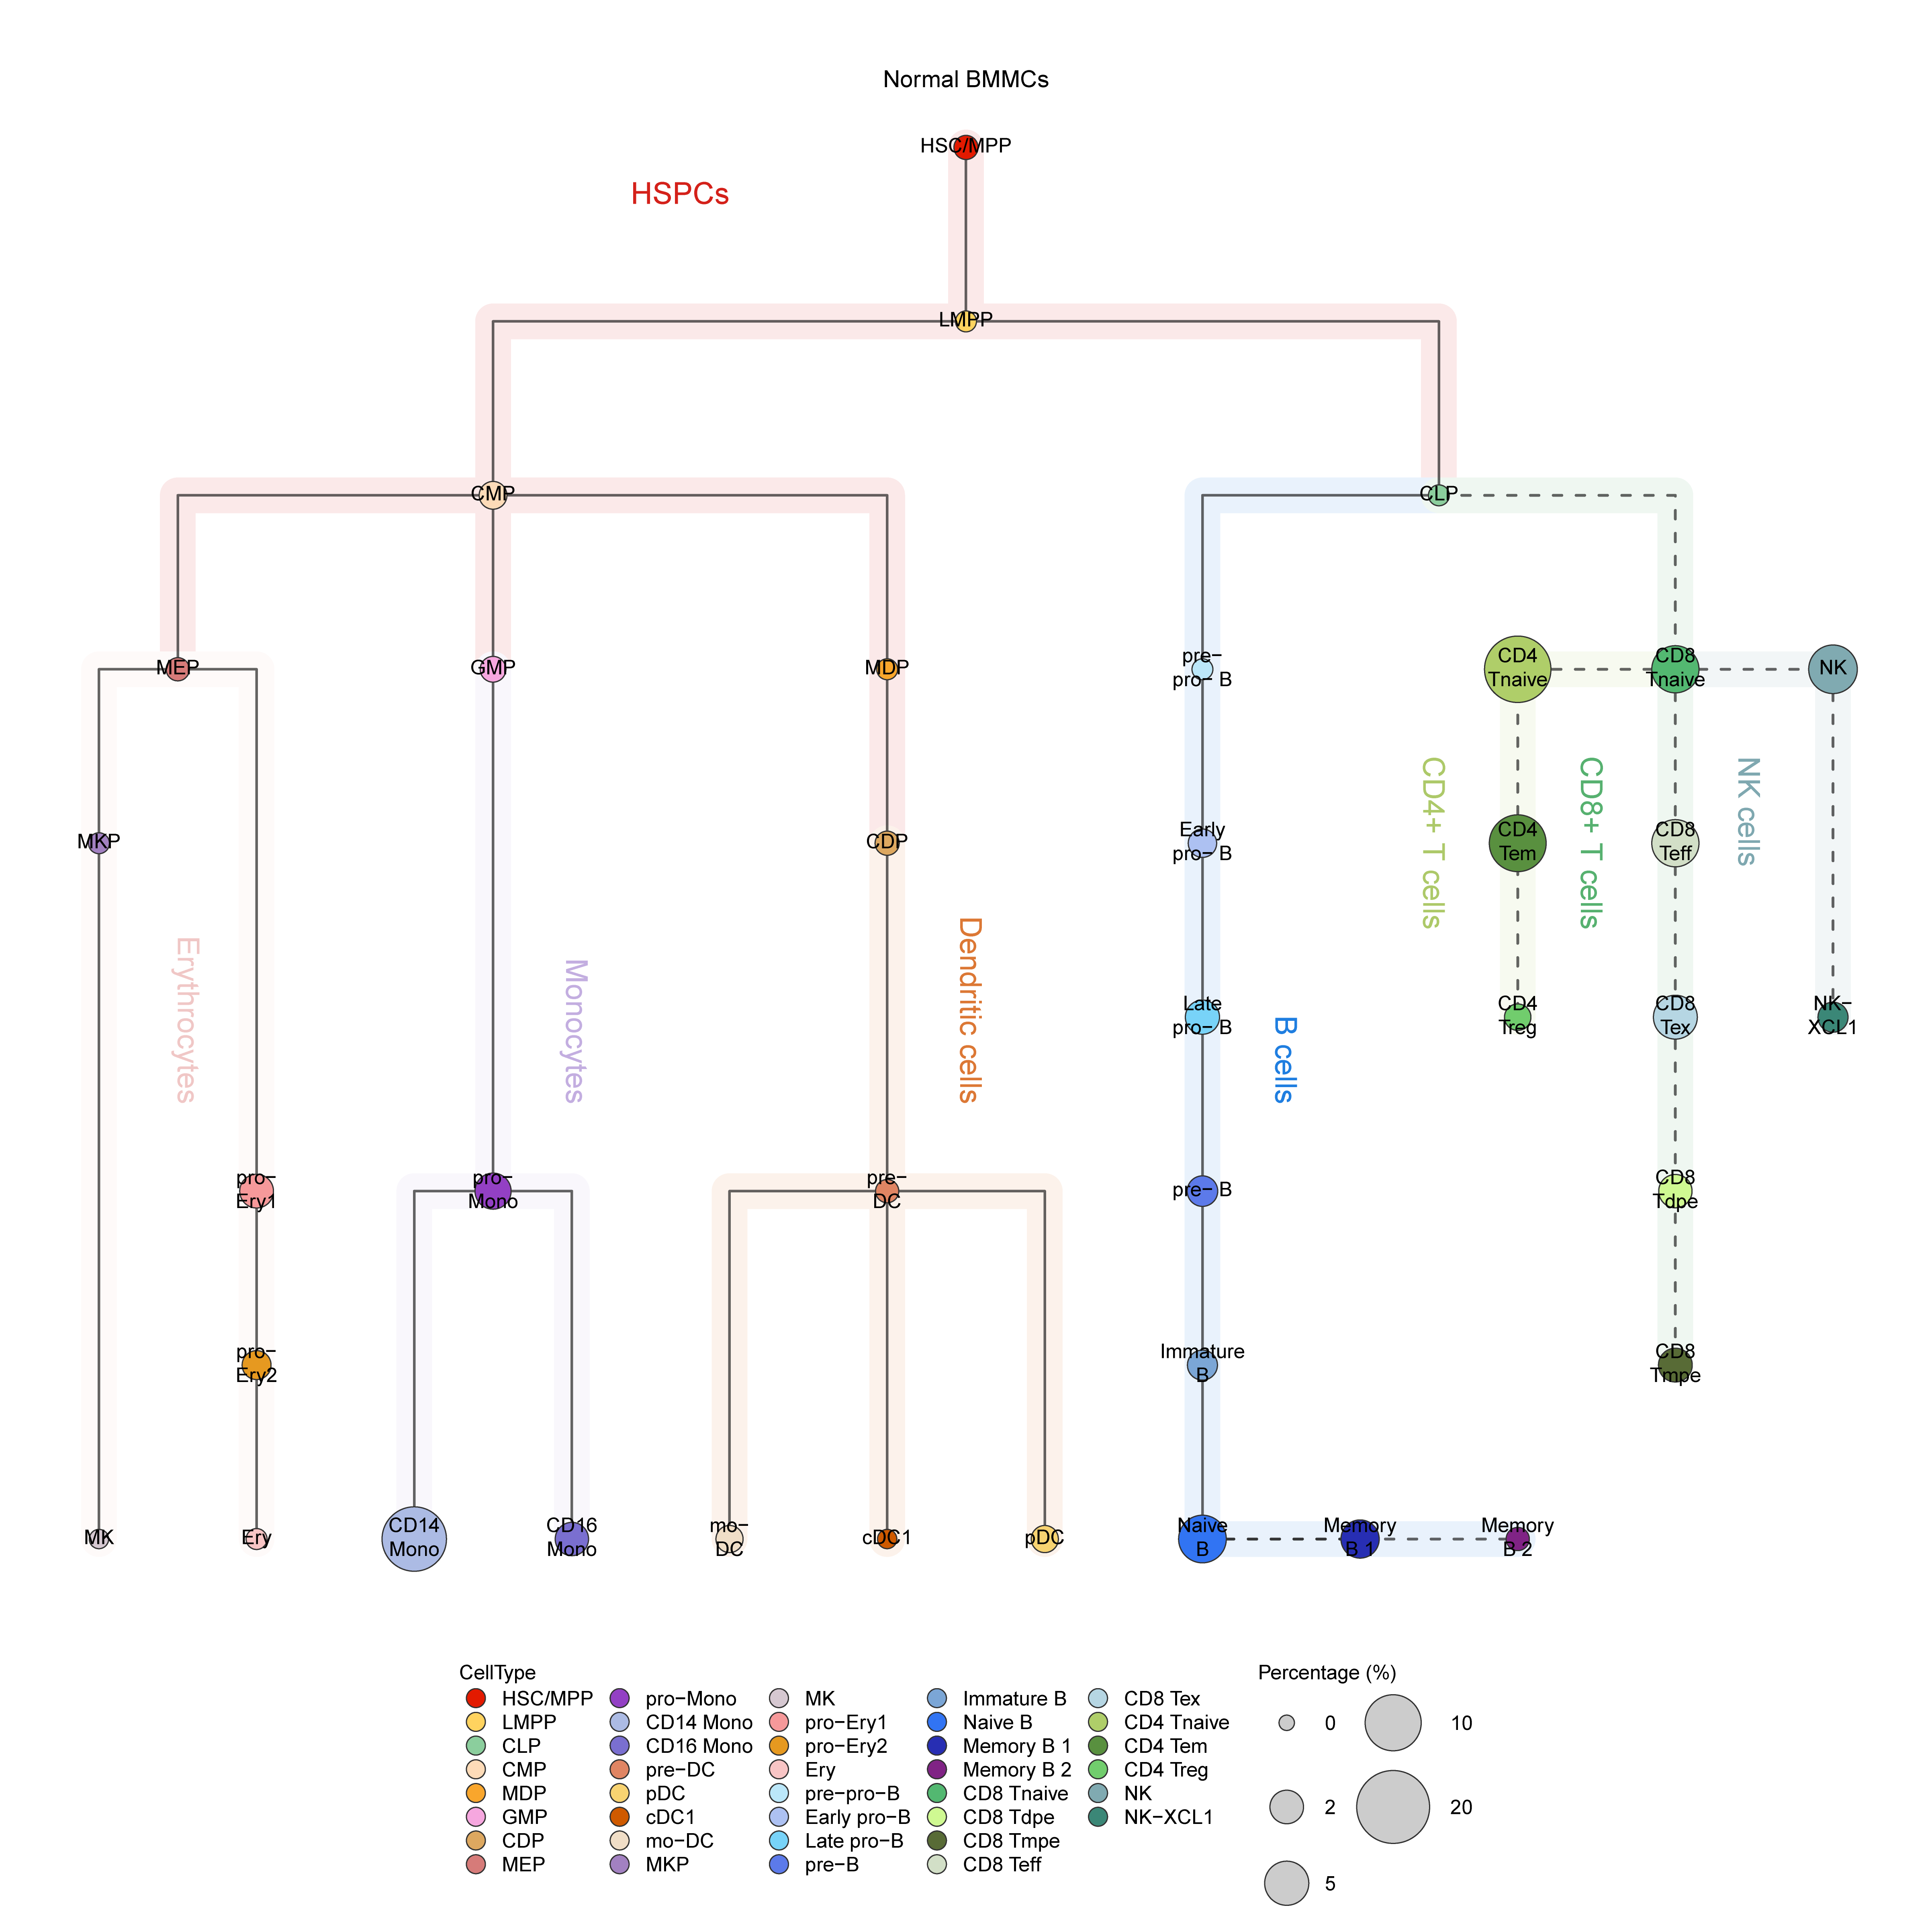 Normal BMMCs
HSC/MPP
HSPCs
LMPP
CMP
CLP
MEP
GMP
MDP
pre−
pro− B
CD4
Tnaive
CD8
Tnaive
NK
MKP
CDP
Early
pro− B
CD4
Tem
CD8
Teff
CD4+ T cells
CD8+ T cells
NK cells
Erythrocytes
Monocytes
Dendritic cells
Late
pro− B
B cells
CD4
Treg
CD8
Tex
NK−
XCL1
pro−
Ery1
pro−
Mono
pre−
DC
pre− B
CD8
Tdpe
pro−
Ery2
Immature
B
CD8
Tmpe
MK
Ery
CD14
Mono
CD16
Mono
mo−
DC
cDC1
pDC
Naive
B
Memory
B 1
Memory
B 2
CellType
HSC/MPP
LMPP
CLP
CMP
MDP
GMP
CDP
MEP
pro−Mono
CD14 Mono
CD16 Mono
pre−DC
pDC
cDC1
mo−DC
MKP
MK
pro−Ery1
pro−Ery2
Ery
pre−pro−B
Early pro−B
Late pro−B
pre−B
Immature B
Naive B
Memory B 1
Memory B 2
CD8 Tnaive
CD8 Tdpe
CD8 Tmpe
CD8 Teff
CD8 Tex
CD4 Tnaive
CD4 Tem
CD4 Treg
NK
NK−XCL1
Percentage (%)
0
2
5
10
20